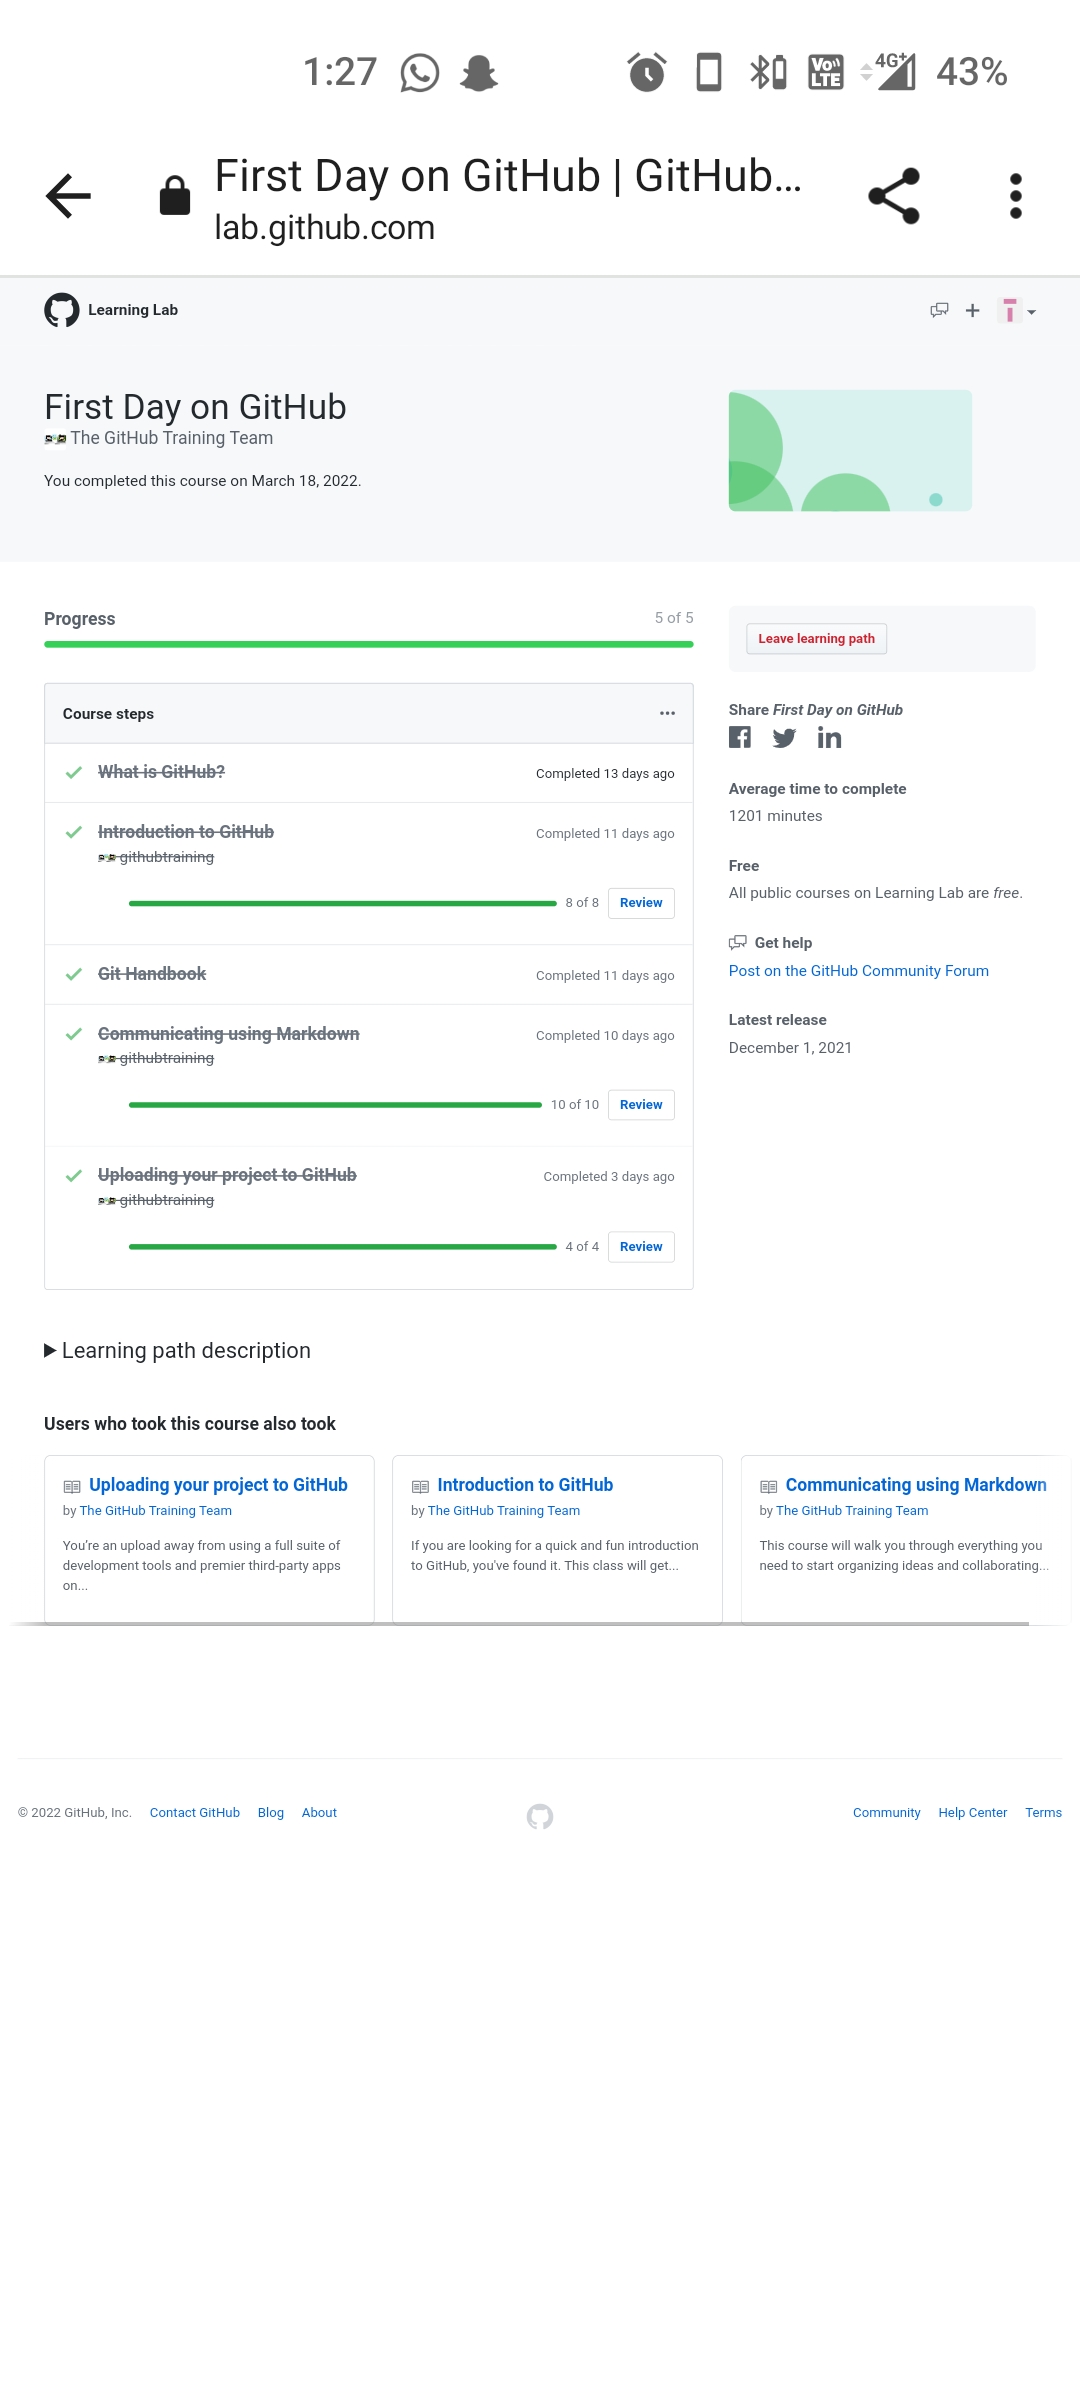 1:27
Vo)) LTE
4G+
43%
First Day on GitHub | GitHub...
lab.github.com
Learning Lab
First Day on GitHub
The GitHub Training Team
You completed this course on March 18, 2022.
Progress
5 of 5
Course steps
What is GitHub?
Completed 13 days ago
Introduction to GitHub
Completed 11 days ago
githubtraining
8 of 8
Review
Git Handbook
Completed 11 days ago
Communicating using Markdown
Completed 10 days ago
githubtraining
10 of 10
Review
Uploading your project to GitHub
Completed 3 days ago
githubtraining
4 of 4
Review
Leave learning path
Share First Day on GitHub
Average time to complete
1201 minutes
Free
All public courses on Learning Lab are free.
Get help
Post on the GitHub Community Forum
Latest release
December 1, 2021
Learning path description
Users who took this course also took
Uploading your project to GitHub
by The GitHub Training Team
You're an upload away from using a full suite of
development tools and premier third-party apps
on...
Introduction to GitHub
by The GitHub Training Team
If you are looking for a quick and fun introduction
to GitHub, you've found it. This class will get...
Communicating using Markdown
by The GitHub Training Team
This course will walk you through everything you
need to start organizing ideas and collaborating...
© 2022 GitHub, Inc.
Contact GitHub
Blog
About
Community
Help Center
Terms